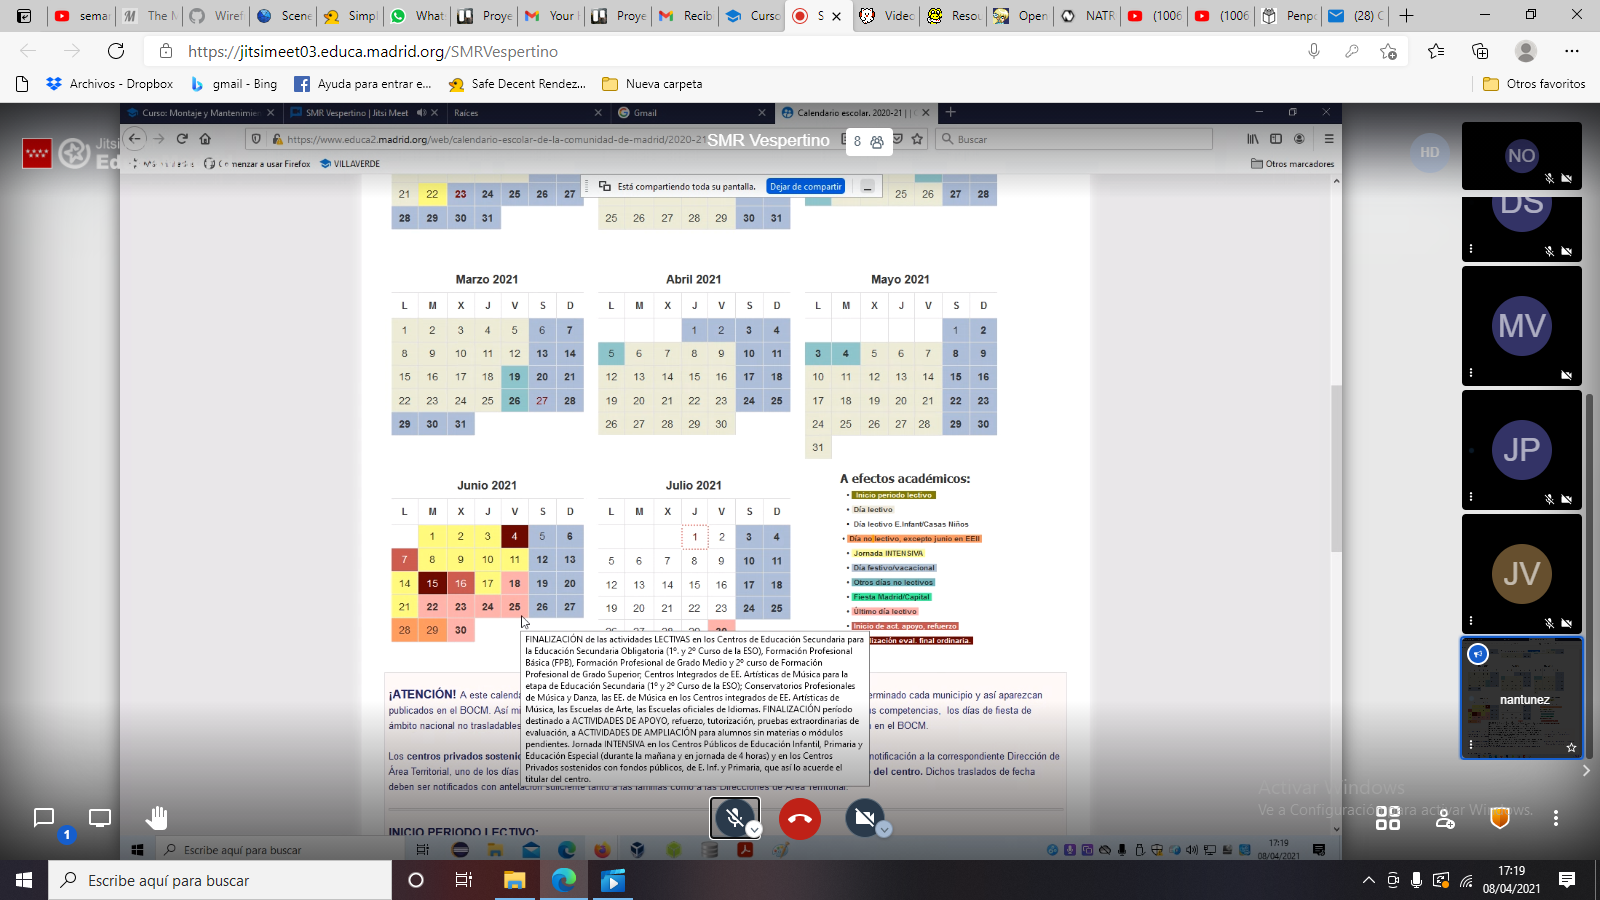 semar
The M
Wiref
Scene
Simpl
What
Proye
Your H
Proye
Recib
Curso
S
Videc
Resou
Open
NATR
(1006
(1006
Penpo
(28) C
https://jitsimeet03.educa.madrid.org/SMRVespertino
Archivos - Dropbox
gmail - Bing
Ayuda para entrar e...
Safe Decent Rendez...
Nueva carpeta
Otros favoritos
Curso: Montaje y Mantenimie
SMR Vespertino | Jitsi Meet
Raíces
Gmail
Calendario escolar. 2020-21 | | C
https://www.educa2.madrid.org/web/calendario-escolar-de-la-comunidad-de-madrid/2020-21
SMR Vespertino
8
Buscar
Jitsi
Comenzar a usar Firefox
VILLAVERDE
Otros marcadores
Está compartiendo toda su pantalla.
Dejar de compartir
21 22 23 24 25 26 27
28 29 30 31
25 26 27 28 29 30 31
25 26 27 28
Marzo 2021
L M X J V S D
1 2 3 4 5 6 7
8 9 10 11 12 13 14
15 16 17 18 19 20 21
22 23 24 25 26 27 28
29 30 31
Abril 2021
L M X J V S D
1 2 3 4
5 6 7 8 9 10 11
12 13 14 15 16 17 18
19 20 21 22 23 24 25
26 27 28 29 30
Mayo 2021
L M X J V S D
1 2
3 4 5 6 7 8 9
10 11 12 13 14 15 16
17 18 19 20 21 22 23
24 25 26 27 28 29 30
31
Junio 2021
L M X J V S D
1 2 3 4 5 6
7 8 9 10 11 12 13
14 15 16 17 18 19 20
21 22 23 24 25 26 27
28 29 30
Julio 2021
L M X J V S D
1 2 3 4
5 6 7 8 9 10 11
12 13 14 15 16 17 18
19 20 21 22 23 24 25
A efectos académicos:
Inicio periodo lectivo
Día lectivo
Día lectivo E.Infant/Casas Niños
Día no lectivo, excepto junio en EEII
Jornada INTENSIVA
Día festivo/vacacional
Otros días no lectivos
Fiesta Madrid/Capital
Último día lectivo
Inicio de act. apoyo, refuerzo
lización eval. final ordinaria.
FINALIZACIÓN de las actividades LECTIVAS en los Centros de Educación Secundaria para
la Educación Secundaria Obligatoria (1º. y 2º Curso de la ESO), Formación Profesional
Básica (FPB), Formación Profesional de Grado Medio y 2º curso de Formación
Profesional de Grado Superior; Centros Integrados de EE. Artísticas de Música para la
etapa de Educación Secundaria (1º y 2º Curso de la ESO); Conservatorios Profesionales
de Música y Danza, las EE. de Música en los Centros integrados de EE. Artísticas de
Música, las Escuelas de Arte, las Escuelas oficiales de Idiomas. FINALIZACIÓN período
destinado a ACTIVIDADES DE APOYO, refuerzo, tutorización, pruebas extraordinarias de
evaluación, a ACTIVIDADES DE AMPLIACIÓN para alumnos sin materias o módulos
pendientes. Jornada INTENSIVA en los Centros Públicos de Educación Infantil, Primaria y
Educación Especial (durante la mañana y en jornada de 4 horas) y en los Centros
Privados sostenidos con fondos públicos, de E. Inf. y Primaria, que así lo acuerde el
titular del centro.
¡ATENCIÓN! A este calenda
erminado cada municipio y así aparezcan
publicados en el BOCM. Así mi
s competencias, los días de fiesta de
ámbito nacional no trasladables
en el BOCM.
Los centros privados sosteni
notificación a la correspondiente Dirección de
Área Territorial, uno de los días
del centro. Dichos traslados de fecha
deben ser notificados con antelación suficiente tanto a las familias como a las Direcciones de Área Territorial.
INICIO PERIODO LECTIVO:
HD
NO
DS
MV
JP
JV
nantunez
Activar Windows
Ve a Configuración para activar Windows.
1
Escribe aquí para buscar
17:19
08/04/2021
Escribe aquí para buscar
17:19
08/04/2021